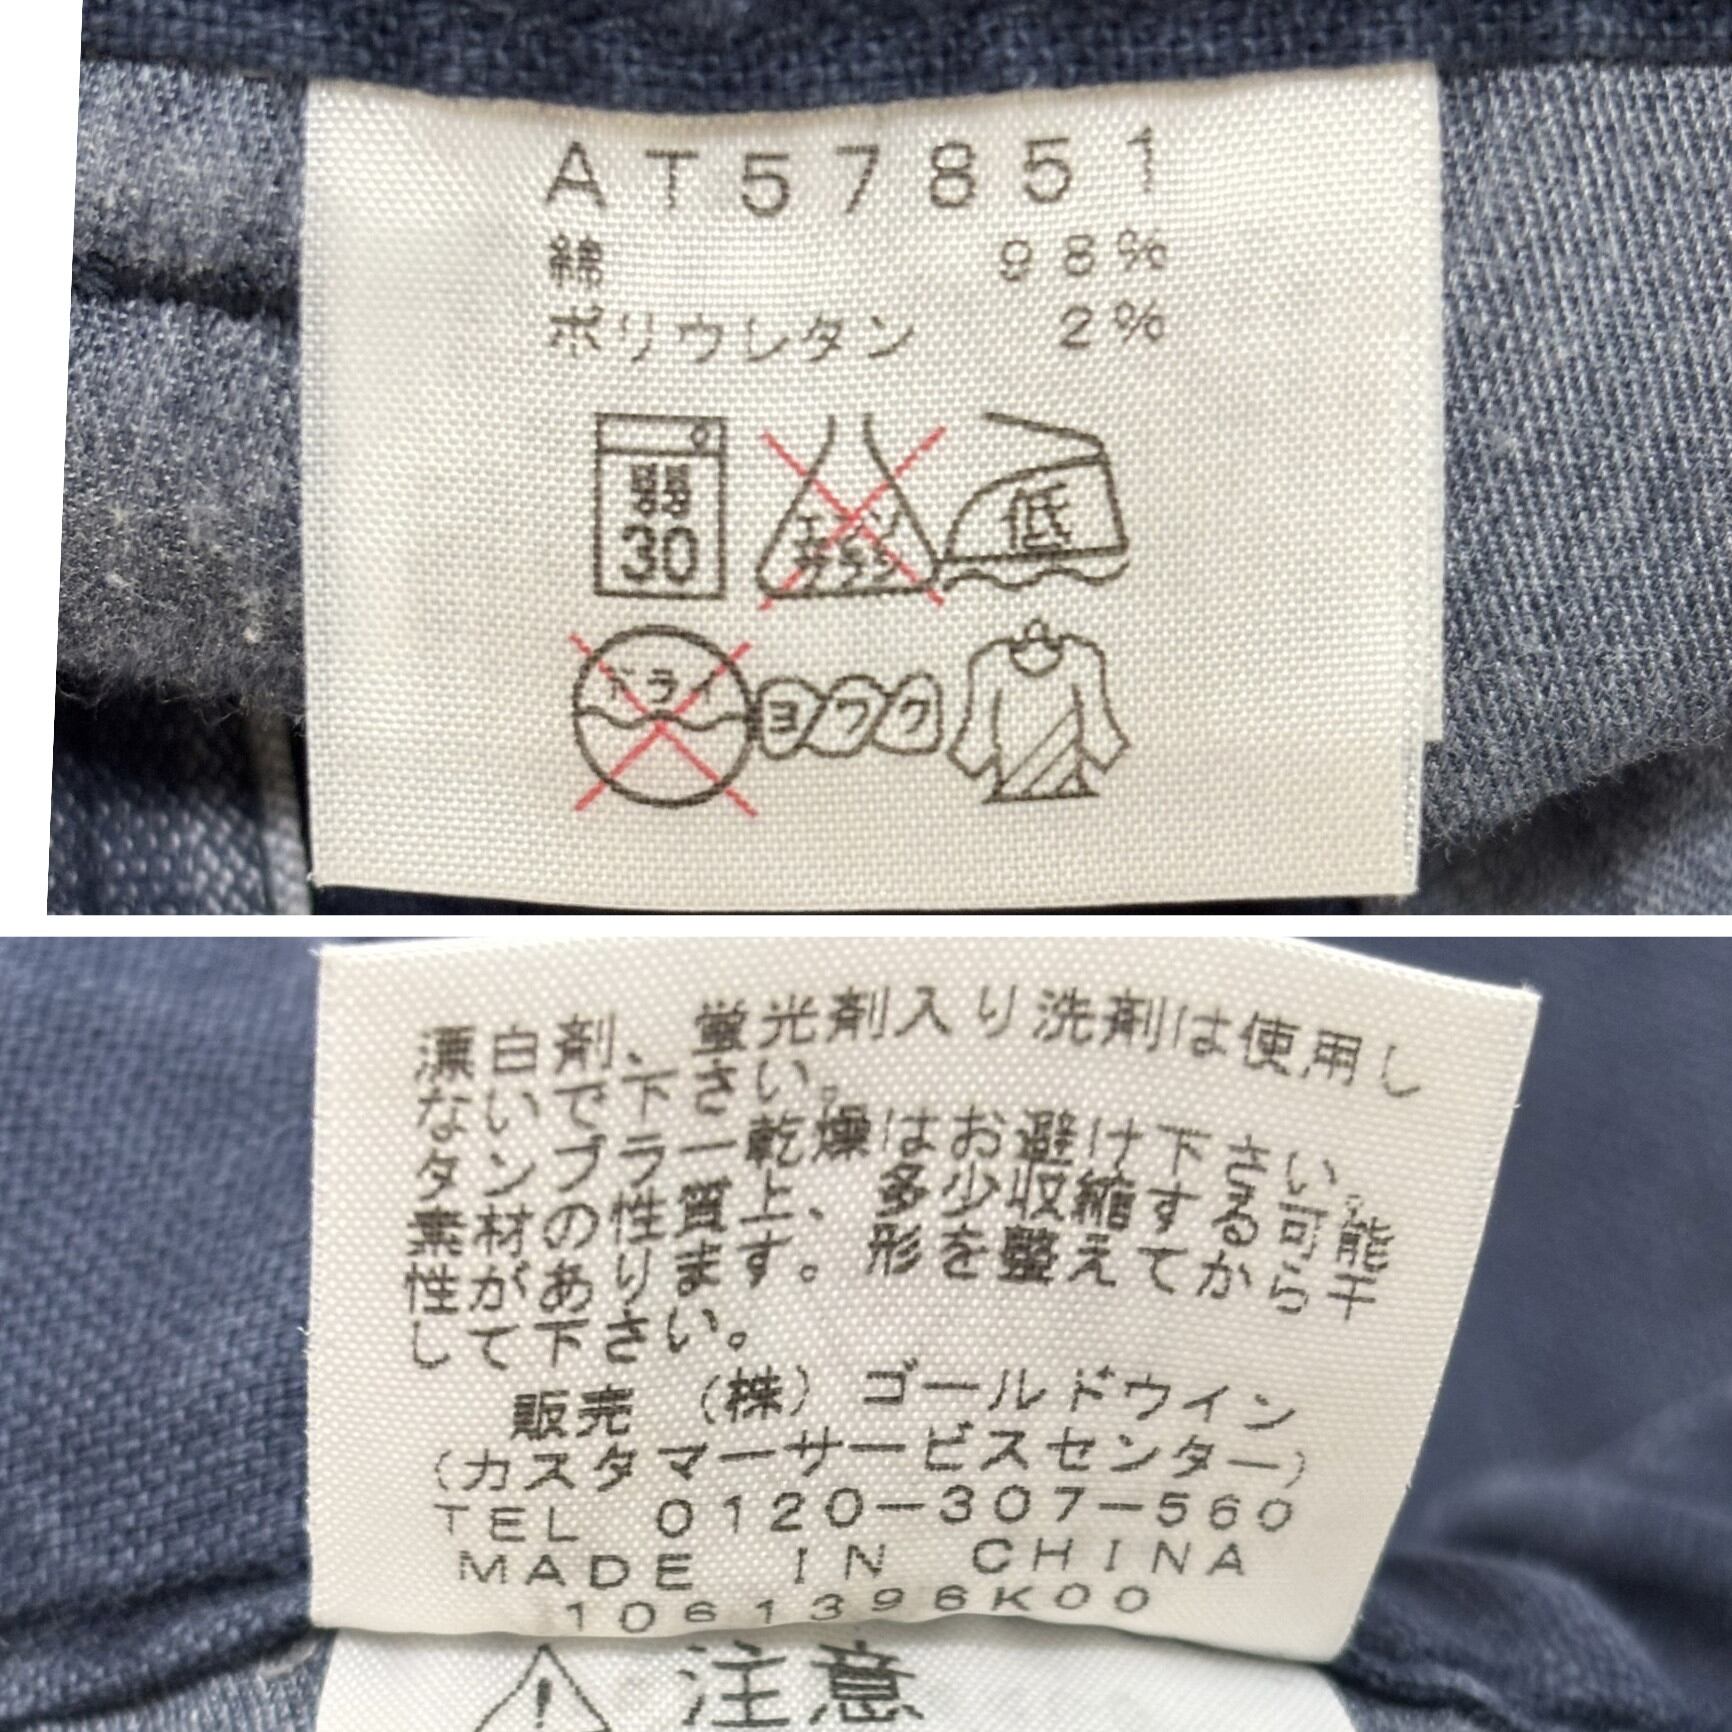 AT57851
綿 98%
ポリウレタン 2%
弱
30
エンソ
サラシ
低
ドライ
ヨワク
漂白剤、蛍光剤入り洗剤は使用し
ないで下さい。
タンブラー乾燥はお避け下さい。
素材の性質上、多少収縮する可能
性があります。形を整えてから干
して下さい。
販売 (株)ゴールドウイン
(カスタマーサービスセンター)
TEL 0120-307-560
MADE IN CHINA
1061396K00
注意